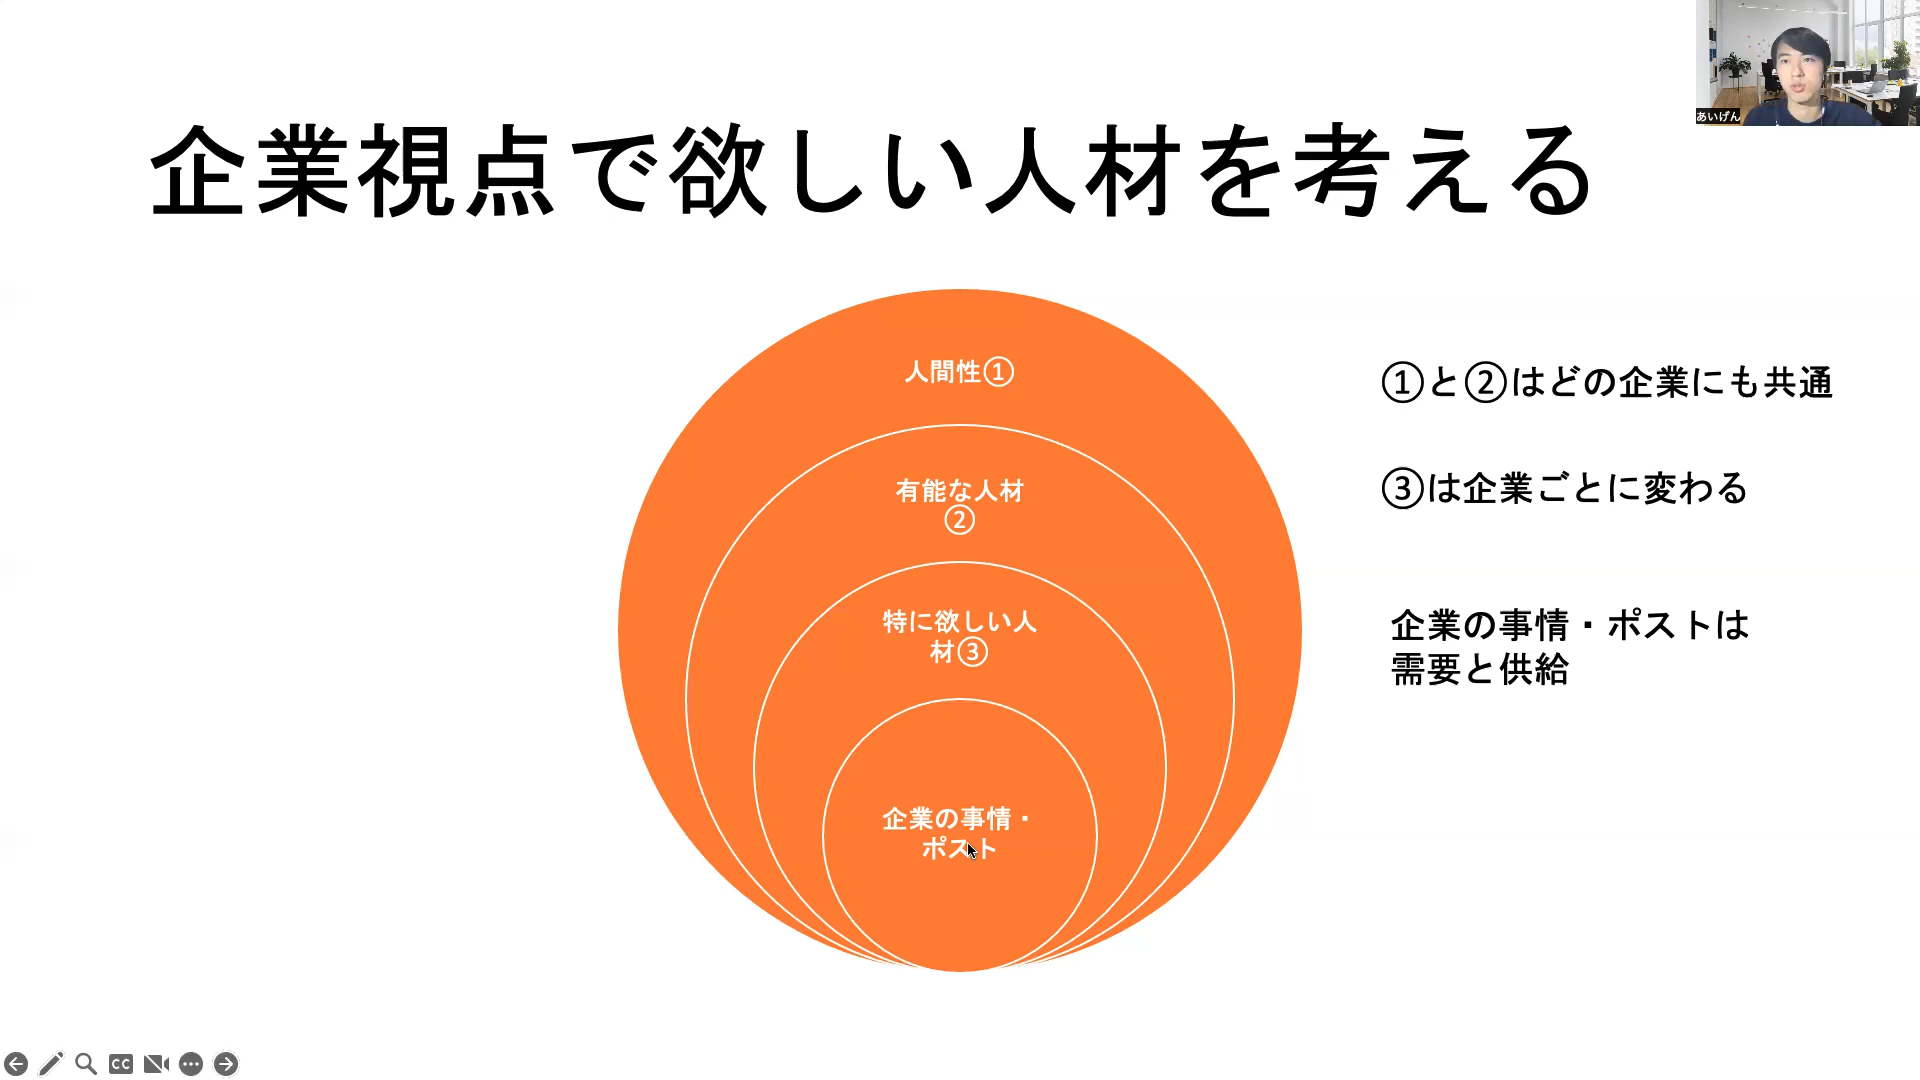 あいげん
企業視点で欲しい人材を考える
人間性①
有能な人材
②
特に欲しい人
材③
企業の事情・
ポスト
①と②はどの企業にも共通
③は企業ごとに変わる
企業の事情・ポストは
需要と供給
CC